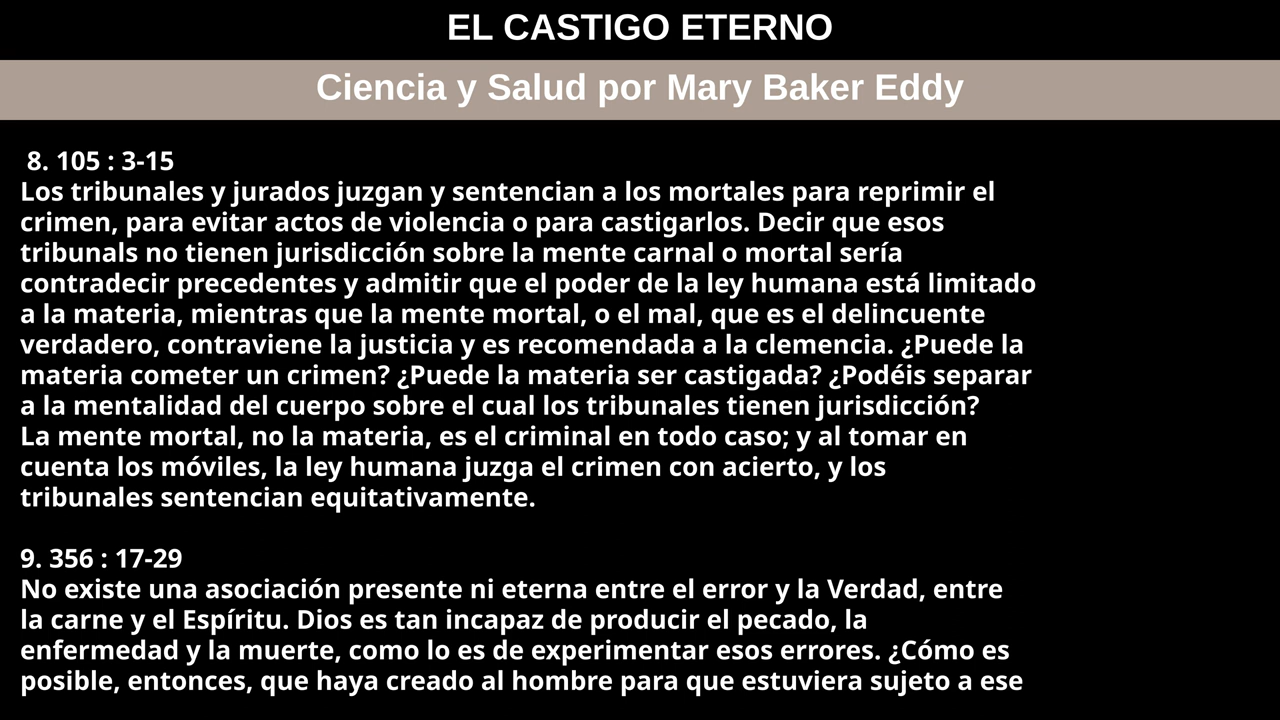 EL CASTIGO ETERNO
Ciencia y Salud por Mary Baker Eddy
8. 105 : 3-15
Los tribunales y jurados juzgan y sentencian a los mortales para reprimir el
crimen, para evitar actos de violencia o para castigarlos. Decir que esos
tribunals no tienen jurisdicción sobre la mente carnal o mortal sería
contradecir precedentes y admitir que el poder de la ley humana está limitado
a la materia, mientras que la mente mortal, o el mal, que es el delincuente
verdadero, contraviene la justicia y es recomendada a la clemencia. ¿Puede la
materia cometer un crimen? ¿Puede la materia ser castigada? ¿Podéis separar
a la mentalidad del cuerpo sobre el cual los tribunales tienen jurisdicción?
La mente mortal, no la materia, es el criminal en todo caso; y al tomar en
cuenta los móviles, la ley humana juzga el crimen con acierto, y los
tribunales sentencian equitativamente.
9. 356 : 17-29
No existe una asociación presente ni eterna entre el error y la Verdad, entre
la carne y el Espíritu. Dios es tan incapaz de producir el pecado, la
enfermedad y la muerte, como lo es de experimentar esos errores. ¿Cómo es
posible, entonces, que haya creado al hombre para que estuviera sujeto a ese